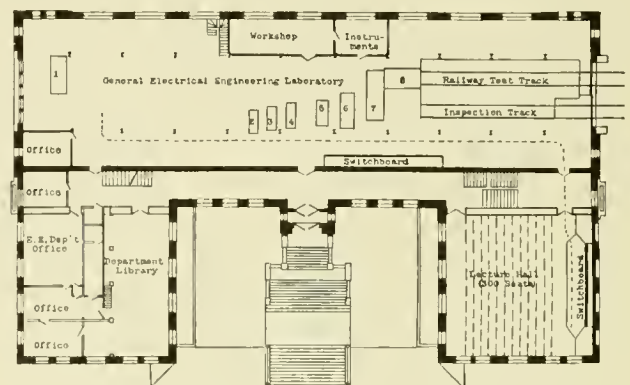 Workshop
Instru-
ments
1
General Electrical Engineering Laboratory
8
Railway Test Track
2
3
4
5
6
7
Inspection Track
Office
Switchboard
Office
E.E.Dep't
Office
Department
Library
Lecture Hall
(300 Seats)
Switchboard
Office
Office